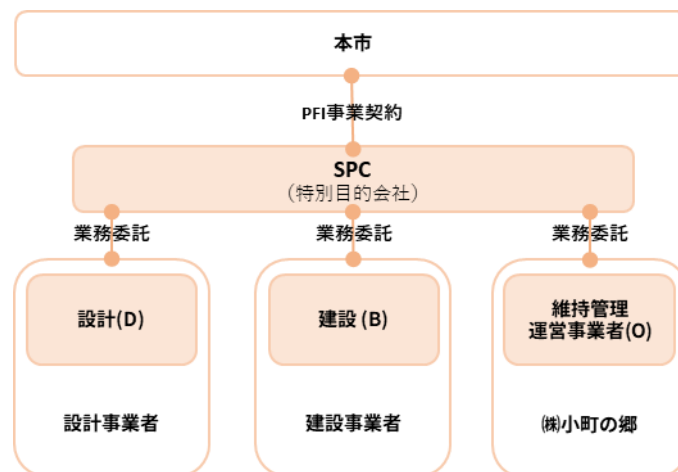 本市
PFI事業契約
SPC
（特別目的会社）
業務委託
業務委託
業務委託
設計(D)
建設 (B)
維持管理
運営事業者(O)
設計事業者
建設事業者
㈱小町の郷